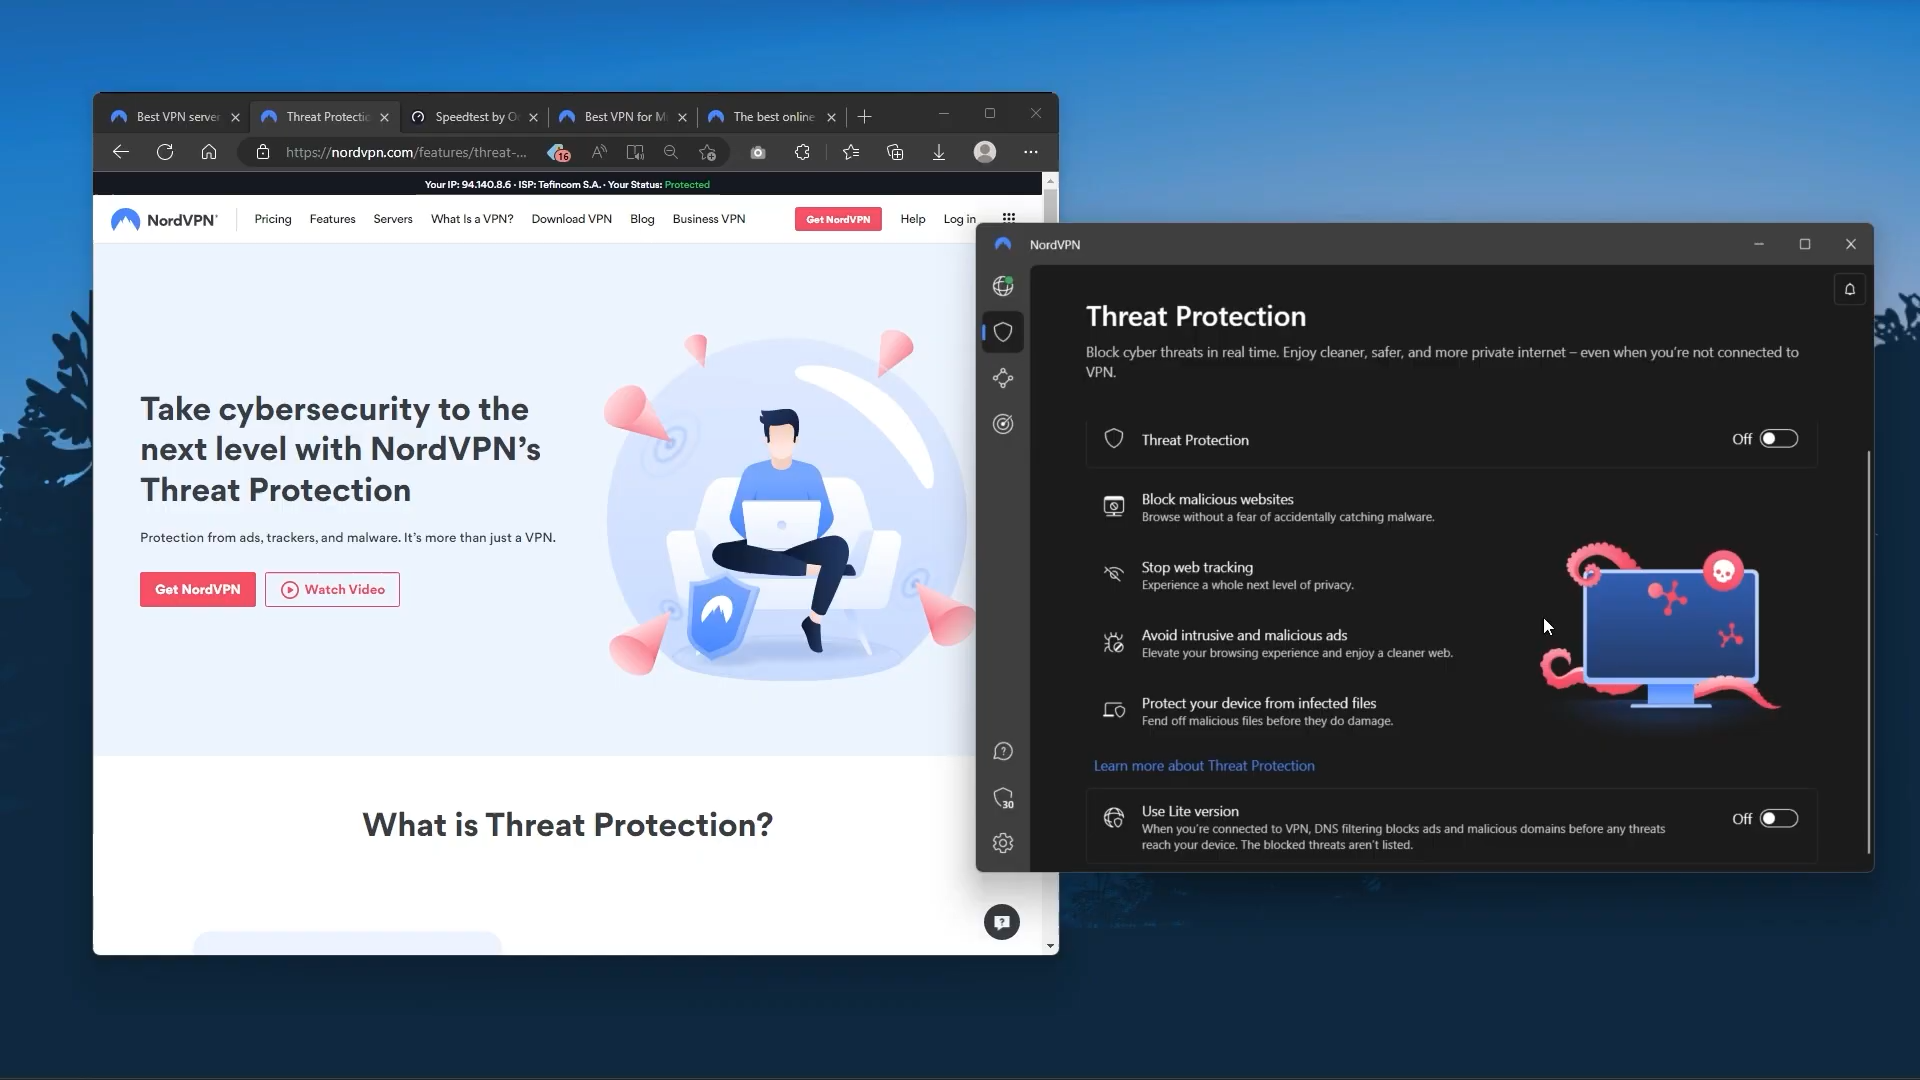 Best VPN server
Threat Protectio
Speedtest by O
Best VPN for M
The best online
https://nordvpn.com/features/threat-...
16
Your IP: 94.140.8.6 · ISP: Tefincom S.A. · Your Status: Protected
NordVPN®
Pricing
Features
Servers
What Is a VPN?
Download VPN
Blog
Business VPN
Get NordVPN
Help
Log in
Take cybersecurity to the
next level with NordVPN's
Threat Protection
Protection from ads, trackers, and malware. It's more than just a VPN.
Get NordVPN
Watch Video
What is Threat Protection?
NordVPN
Threat Protection
Block cyber threats in real time. Enjoy cleaner, safer, and more private internet – even when you're not connected to
VPN.
Threat Protection
Off
Block malicious websites
Browse without a fear of accidentally catching malware.
Stop web tracking
Experience a whole next level of privacy.
Avoid intrusive and malicious ads
Elevate your browsing experience and enjoy a cleaner web.
Protect your device from infected files
Fend off malicious files before they do damage.
Learn more about Threat Protection
30
Use Lite version
Off
When you're connected to VPN, DNS filtering blocks ads and malicious domains before any threats
reach your device. The blocked threats aren't listed.